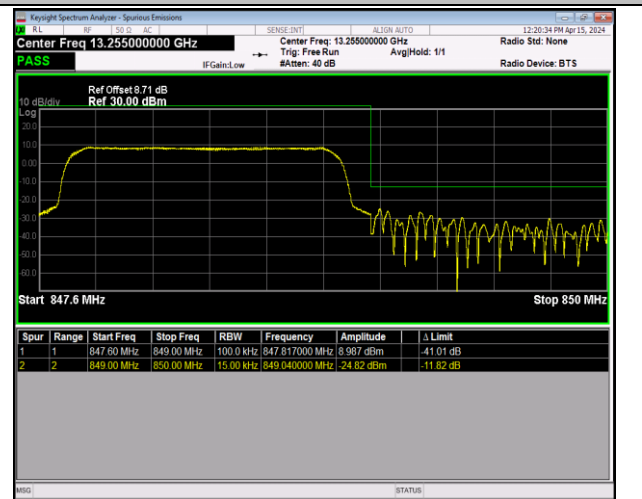 Keysight Spectrum Analyzer - Spurious Emissions
RL RF 50 Ω AC SENSE:INT ALIGN AUTO 12:20:34 PM Apr 15, 2024
Center Freq 13.255000000 GHz Center Freq: 13.255000000 GHz Radio Std: None
Trig: Free Run Avg|Hold: 1/1
PASS IFGain:Low #Atten: 40 dB Radio Device: BTS
Ref Offset 8.71 dB
10 dB/div Ref 30.00 dBm
Log
20.0
10.0
0.00
10.0
20.0
30.0
40.0
50.0
60.0
Start 847.6 MHz Stop 850 MHz
Spur Range Start Freq Stop Freq RBW Frequency Amplitude Δ Limit
1 1 847.60 MHz 849.00 MHz 100.0 kHz 847.817000 MHz 8.987 dBm -41.01 dB
2 2 849.00 MHz 850.00 MHz 15.00 kHz 849.040000 MHz -24.82 dBm -11.82 dB
MSG STATUS